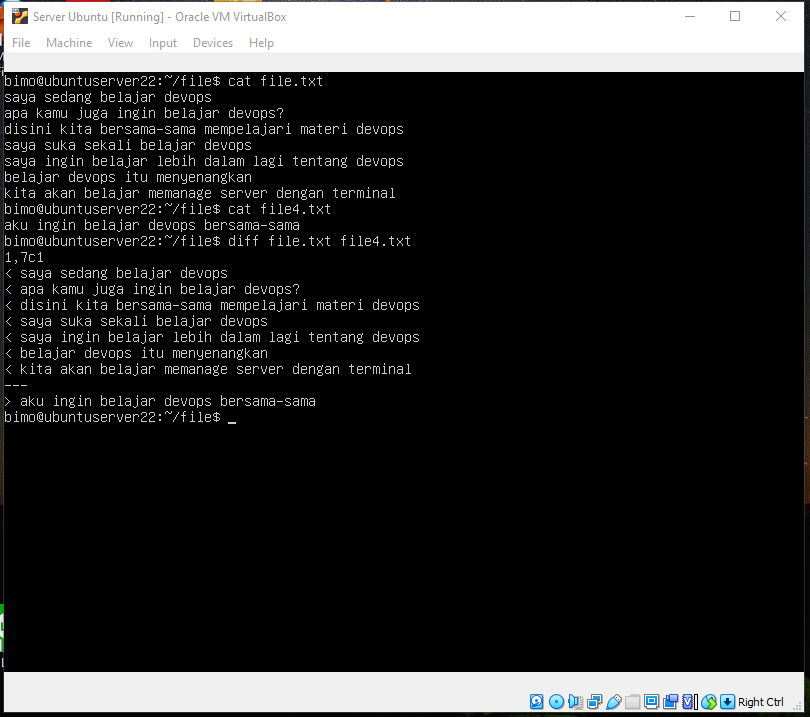 Server Ubuntu [Running] - Oracle VM VirtualBox
File Machine View Input Devices Help
bimo@ubuntuserver22:~/file$ cat file.txt
saya sedang belajar devops
apa kamu juga ingin belajar devops?
disini kita bersama-sama mempelajari materi devops
saya suka sekali belajar devops
saya ingin belajar lebih dalam lagi tentang devops
belajar devops itu menyenangkan
kita akan belajar memanage server dengan terminal
bimo@ubuntuserver22:~/file$ cat file4.txt
aku ingin belajar devops bersama-sama
bimo@ubuntuserver22:~/file$ diff file.txt file4.txt
1,7c1
< saya sedang belajar devops
< apa kamu juga ingin belajar devops?
< disini kita bersama-sama mempelajari materi devops
< saya suka sekali belajar devops
< saya ingin belajar lebih dalam lagi tentang devops
< belajar devops itu menyenangkan
< kita akan belajar memanage server dengan terminal
---
> aku ingin belajar devops bersama-sama
bimo@ubuntuserver22:~/file$ _
Right Ctrl